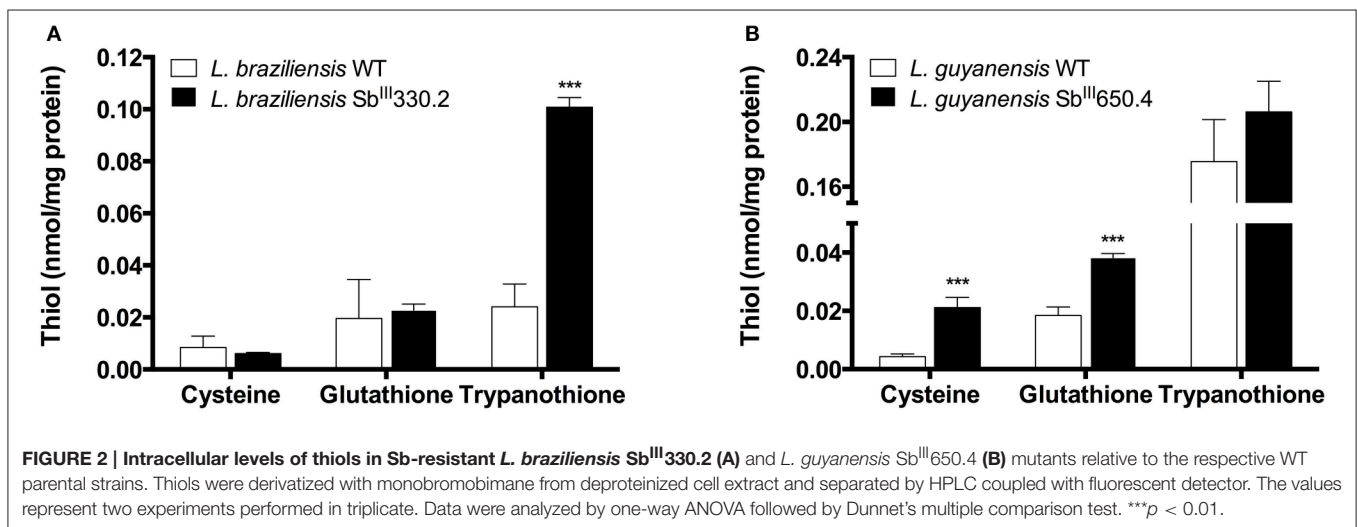 A
0.12
0.10
0.08
0.06
0.04
0.02
0.00
Thiol (nmol/mg protein)
L. braziliensis WT
L. braziliensis SbIII330.2
***
Cysteine Glutathione Trypanothione
B
0.24
0.20
0.16
0.04
0.02
0.00
Thiol (nmol/mg protein)
L. guyanensis WT
L. guyanensis SbIII650.4
***
***
Cysteine Glutathione Trypanothione
FIGURE 2 | Intracellular levels of thiols in Sb-resistant L. braziliensis SbIII330.2 (A) and L. guyanensis SbIII650.4 (B) mutants relative to the respective WT
parental strains. Thiols were derivatized with monobromobimane from deproteinized cell extract and separated by HPLC coupled with fluorescent detector. The values
represent two experiments performed in triplicate. Data were analyzed by one-way ANOVA followed by Dunnet's multiple comparison test. ***p < 0.01.